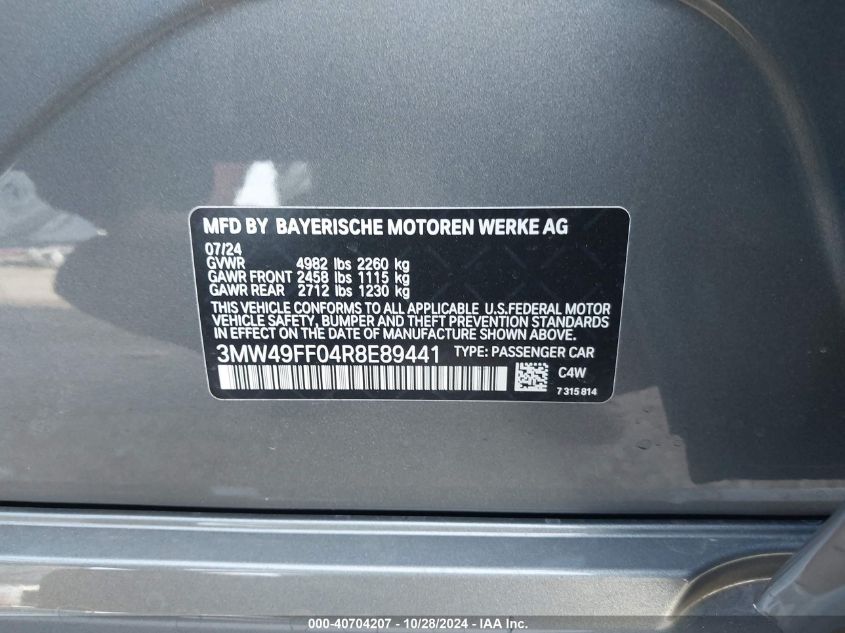 MFD BY BAYERISCHE MOTOREN WERKE AG
07/24
GVWR 4982 lbs 2260 kg
GAWR FRONT 2458 lbs 1115 kg
GAWR REAR 2712 lbs 1230 kg
THIS VEHICLE CONFORMS TO ALL APPLICABLE U.S.FEDERAL MOTOR
VEHICLE SAFETY, BUMPER AND THEFT PREVENTION STANDARDS
IN EFFECT ON THE DATE OF MANUFACTURE SHOWN ABOVE.
3MW49FF04R8E89441 TYPE: PASSENGER CAR
C4W
7 315 814
000-40704207 - 10/28/2024 - IAA Inc.